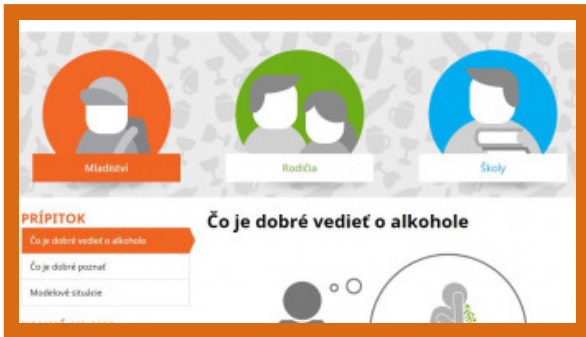 Mladiství
Rodičia
Školy
PRÍPITOK
Čo je dobré vedieť o alkohole
Čo je dobré poznať
Modelové situácie
Čo je dobré vedieť o alkohole